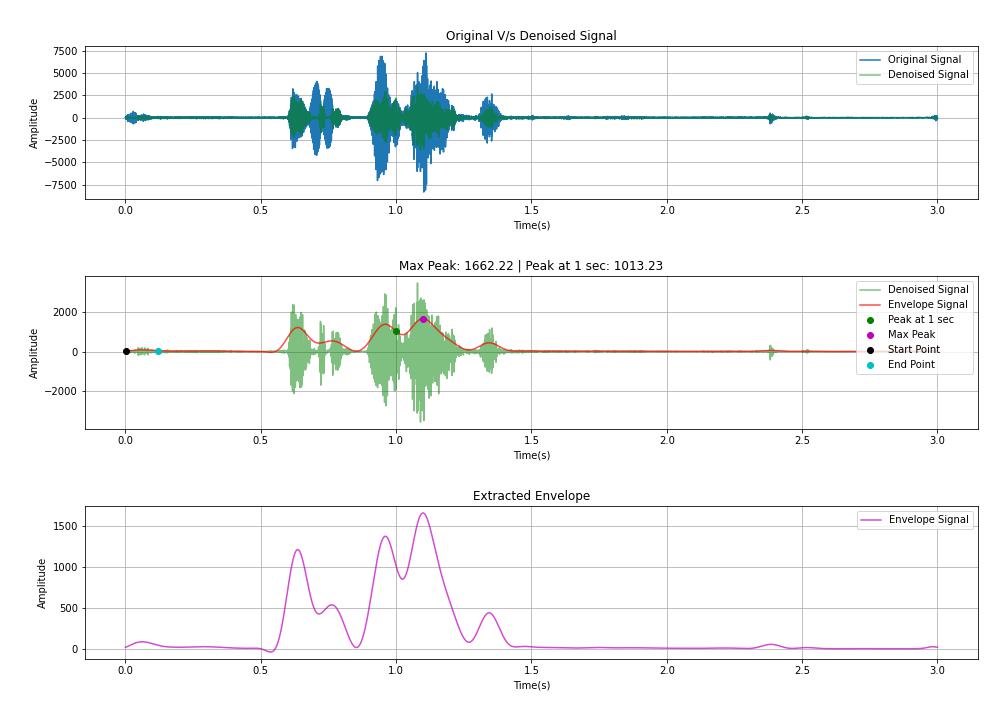 Original V/s Denoised Signal
7500
5000
2500
0
−2500
−5000
−7500
Amplitude
Original Signal
Denoised Signal
0.0 0.5 1.0 1.5 2.0 2.5 3.0
Time(s)
Max Peak: 1662.22 | Peak at 1 sec: 1013.23
2000
0
−2000
Amplitude
Denoised Signal
Envelope Signal
Peak at 1 sec
Max Peak
Start Point
End Point
0.0 0.5 1.0 1.5 2.0 2.5 3.0
Time(s)
Extracted Envelope
1500
1000
500
0
Amplitude
Envelope Signal
0.0 0.5 1.0 1.5 2.0 2.5 3.0
Time(s)